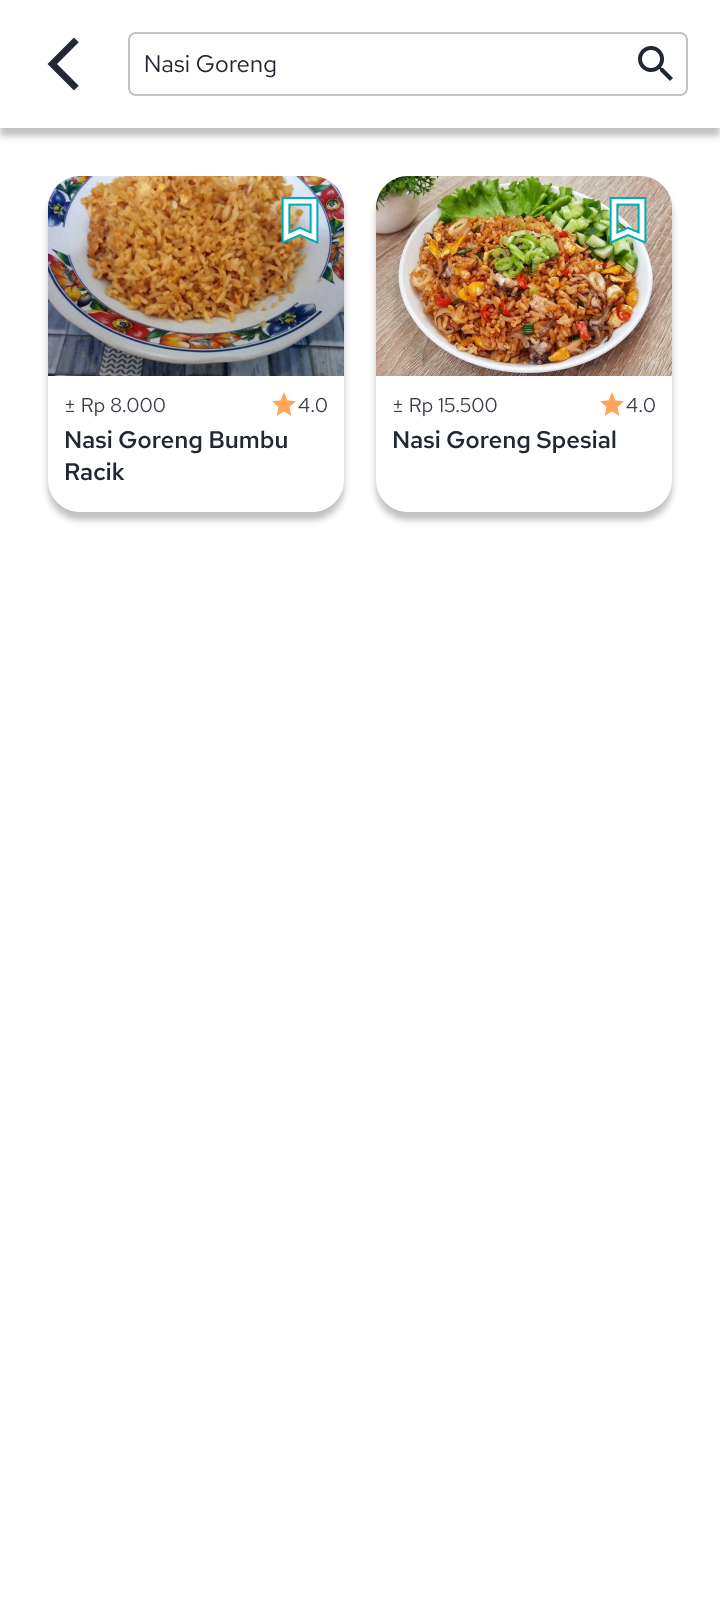 Nasi Goreng
± Rp 8.000
4.0
Nasi Goreng Bumbu
Racik
± Rp 15.500
4.0
Nasi Goreng Spesial